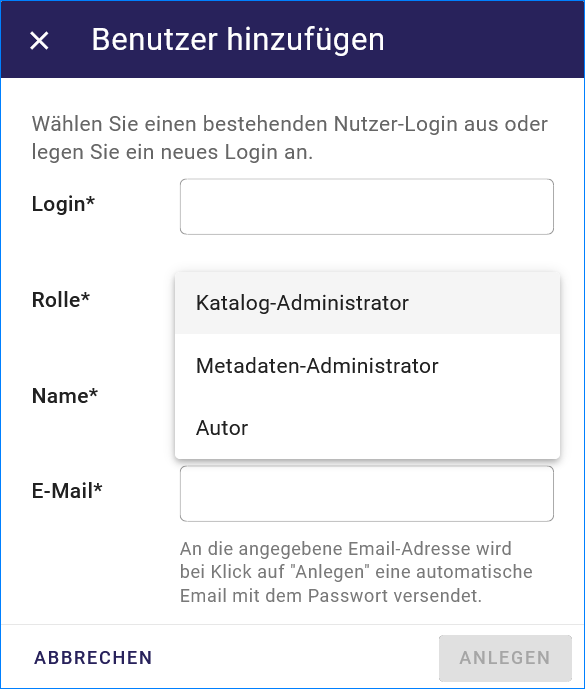 Benutzer hinzufügen
Wählen Sie einen bestehenden Nutzer-Login aus oder
legen Sie ein neues Login an.
Login*
Rolle*
Katalog-Administrator
Metadaten-Administrator
Name*
Autor
E-Mail*
An die angegebene Email-Adresse wird
bei Klick auf "Anlegen" eine automatische
Email mit dem Passwort versendet.
ABBRECHEN
ANLEGEN